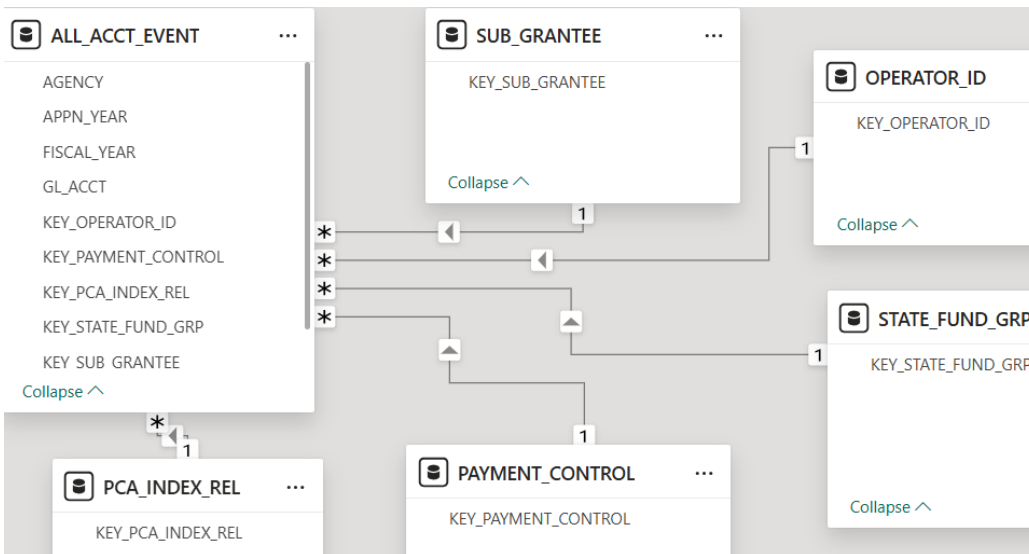 ALL_ACCT_EVENT ...
AGENCY
APPN_YEAR
FISCAL_YEAR
GL_ACCT
KEY_OPERATOR_ID
KEY_PAYMENT_CONTROL
KEY_PCA_INDEX_REL
KEY_STATE_FUND_GRP
KEY_SUB_GRANTEE
Collapse
SUB_GRANTEE ...
KEY_SUB_GRANTEE
Collapse
1
OPERATOR_ID
KEY_OPERATOR_ID
Collapse
1
*
*
*
*
STATE_FUND_GRP
KEY_STATE_FUND_GRP
Collapse
1
*
1
PCA_INDEX_REL ...
KEY_PCA_INDEX_REL
1
PAYMENT_CONTROL ...
KEY_PAYMENT_CONTROL